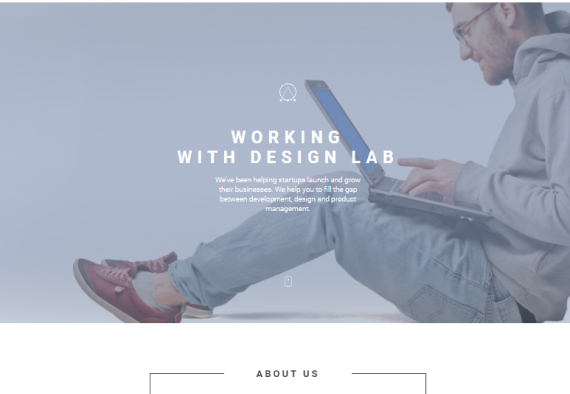 WORKING
WITH DESIGN LAB
We've been helping startups launch and grow
their businesses. We help you to fill the gap
between development, design and product
management.
ABOUT US